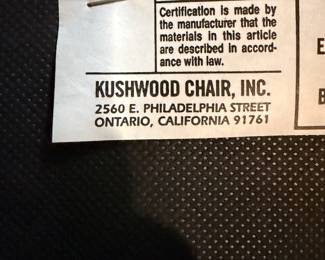 Certification is made by
the manufacturer that the
materials in this article
are described in accord-
ance with law.
KUSHWOOD CHAIR, INC.
2560 E. PHILADELPHIA STREET
ONTARIO, CALIFORNIA 91761